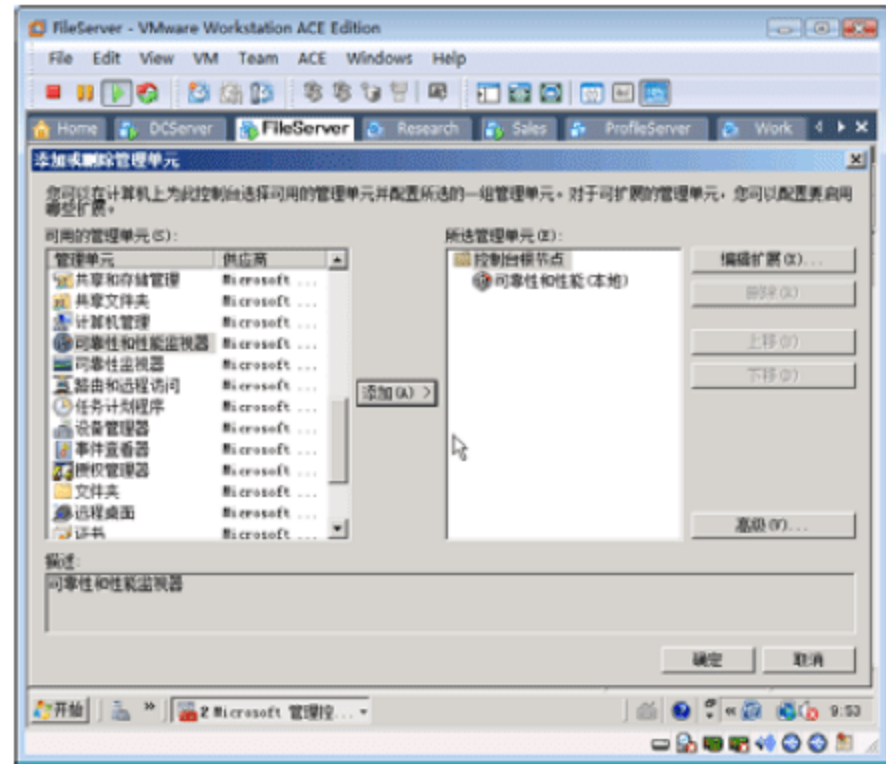 FileServer - VMware Workstation ACE Edition
File Edit View VM Team ACE Windows Help
Home DCServer FileServer Research Sales ProfileServer Work
添加或删除管理单元
您可以在计算机上为此控制台选择可用的管理单元并配置所选的一组管理单元。对于可扩展的管理单元，您可以配置要启用
哪些扩展。
可用的管理单元(S): 所选管理单元(E):
管理单元 供应商 控制台根节点 编辑扩展(X)...
共享和存储管理 Microsoft ... 可靠性和性能(本地) 删除(R)
共享文件夹 Microsoft ...
计算机管理 Microsoft ... 上移(U)
可靠性和性能监视器 Microsoft ...
可靠性监视器 Microsoft ... 下移(D)
路由和远程访问 Microsoft ... 添加(A) >
任务计划程序 Microsoft ...
设备管理器 Microsoft ...
事件查看器 Microsoft ...
授权管理器 Microsoft ...
文件夹 Microsoft ...
远程桌面 Microsoft ... 高级(V)...
证书 Microsoft ...
描述:
可靠性和性能监视器
确定 取消
开始 » 2 Microsoft 管理控... « 9:53